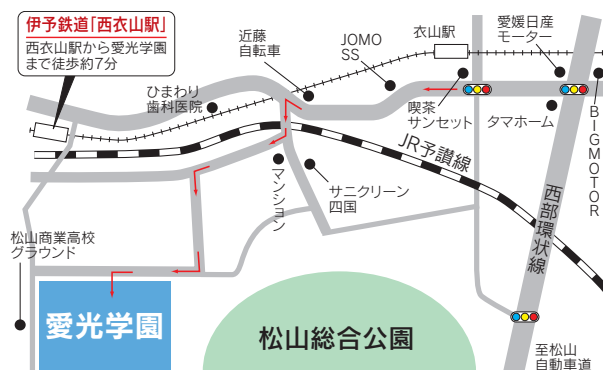 伊予鉄道「西衣山駅」
西衣山駅から愛光学園
まで徒歩約7分
近藤
自転車
JOMO
SS
衣山駅
愛媛日産
モーター
ひまわり
歯科医院
喫茶
サンセット
タマホーム
BIGMOTOR
JR予讃線
マンション
サニクリーン
四国
西部環状線
松山商業高校
グラウンド
愛光学園
松山総合公園
至松山
自動車道